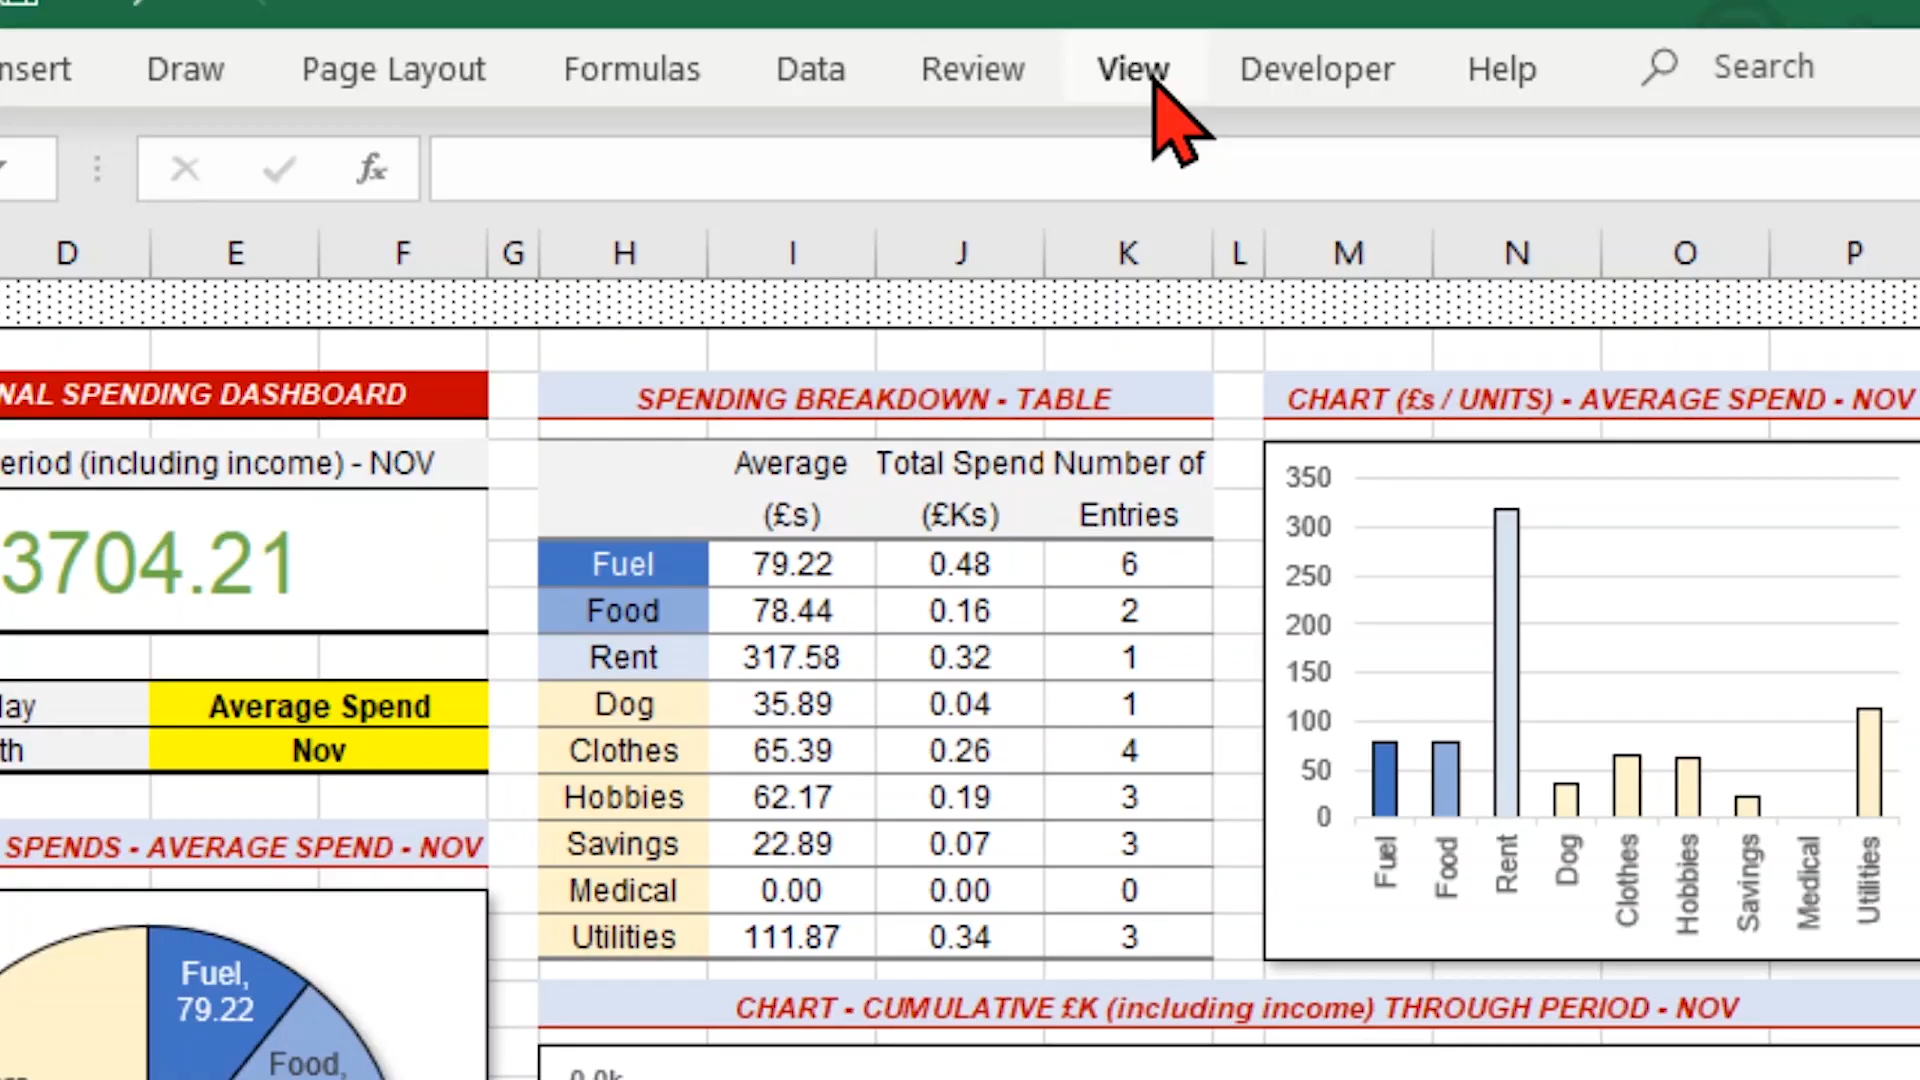 nsert Draw Page Layout Formulas Data Review View Developer Help Search
fx
D E F G H I J K L M N O P
NAL SPENDING DASHBOARD
eriod (including income) - NOV
3704.21
lay Average Spend
th Nov
SPENDS - AVERAGE SPEND - NOV
Fuel,
79.22
Food,
SPENDING BREAKDOWN - TABLE
Average Total Spend Number of
(£s) (£Ks) Entries
Fuel 79.22 0.48 6
Food 78.44 0.16 2
Rent 317.58 0.32 1
Dog 35.89 0.04 1
Clothes 65.39 0.26 4
Hobbies 62.17 0.19 3
Savings 22.89 0.07 3
Medical 0.00 0.00 0
Utilities 111.87 0.34 3
CHART (£s / UNITS) - AVERAGE SPEND - NOV
350
300
250
200
150
100
50
0
Fuel Food Rent Dog Clothes Hobbies Savings Medical Utilities
CHART - CUMULATIVE £K (including income) THROUGH PERIOD - NOV